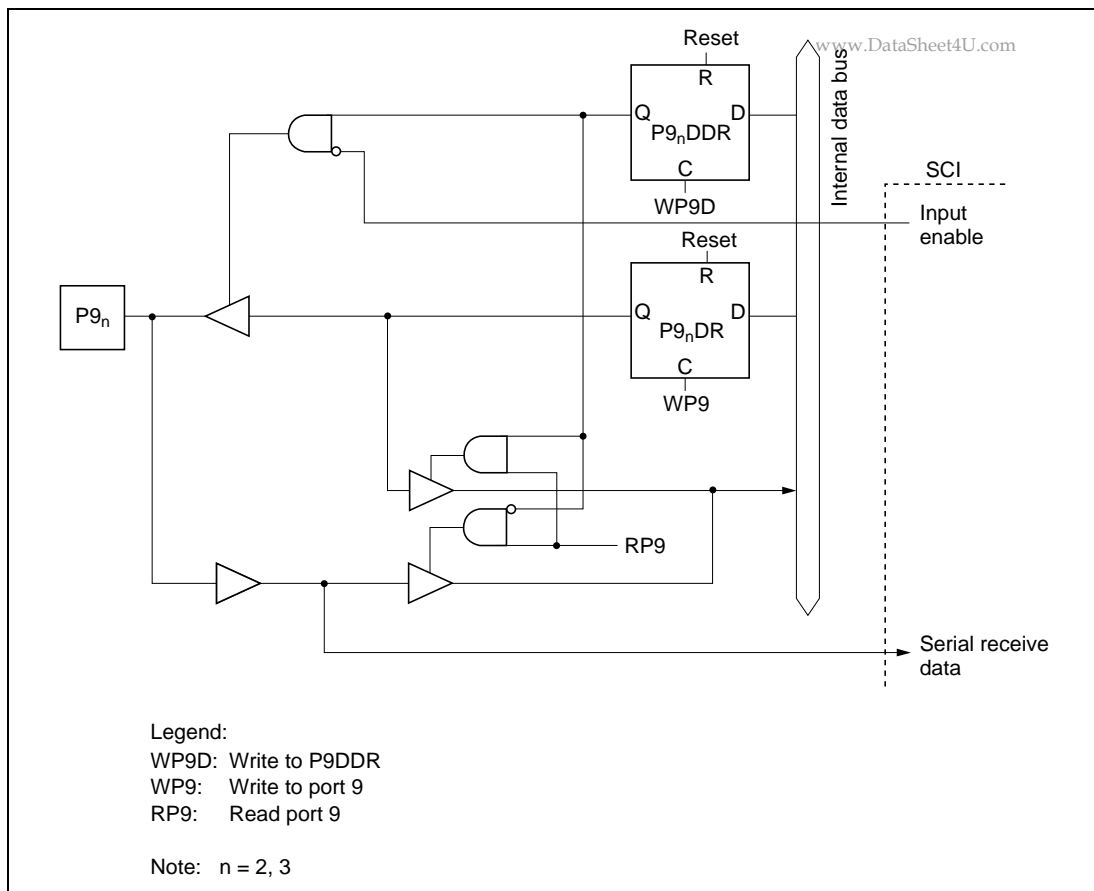 Reset
www.DataSheet4U.com
R
Q
D
P9nDDR
C
WP9D
Internal data bus
SCI
Input
enable
Reset
R
Q
D
P9nDR
C
WP9
P9n
RP9
Serial receive
data
Legend:
WP9D: Write to P9DDR
WP9: Write to port 9
RP9: Read port 9
Note: n = 2, 3